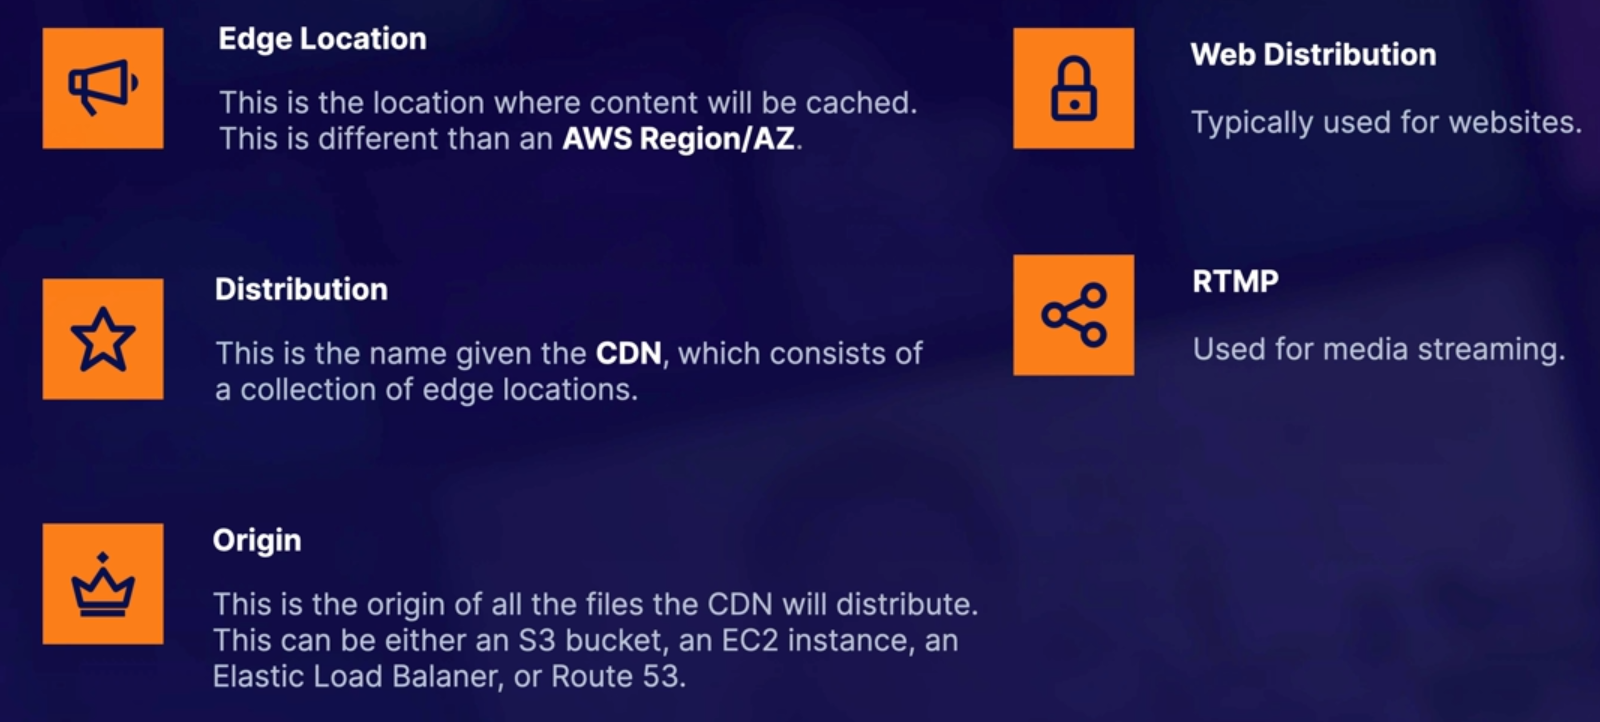 Edge Location
This is the location where content will be cached.
This is different than an AWS Region/AZ.
Distribution
This is the name given the CDN, which consists of
a collection of edge locations.
Origin
This is the origin of all the files the CDN will distribute.
This can be either an S3 bucket, an EC2 instance, an
Elastic Load Balaner, or Route 53.
Web Distribution
Typically used for websites.
RTMP
Used for media streaming.